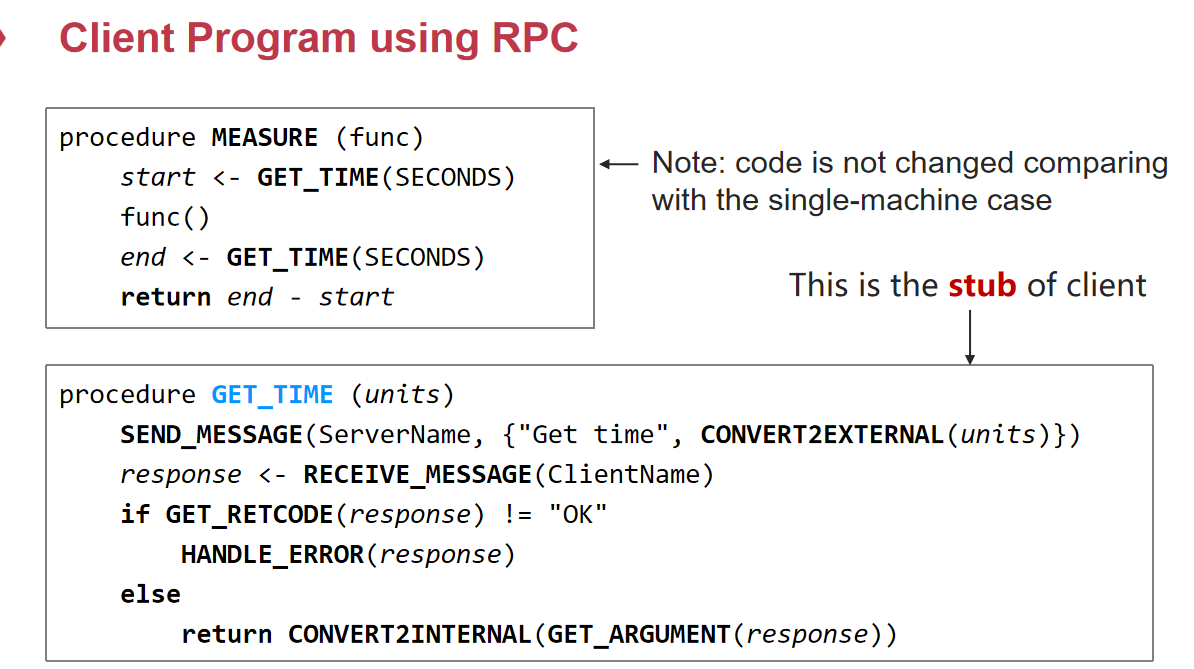 Client Program using RPC
procedure MEASURE (func)
start <- GET_TIME(SECONDS)
func()
end <- GET_TIME(SECONDS)
return end - start
Note: code is not changed comparing
with the single-machine case
This is the stub of client
procedure GET_TIME (units)
SEND_MESSAGE(ServerName, {"Get time", CONVERT2EXTERNAL(units)})
response <- RECEIVE_MESSAGE(ClientName)
if GET_RETCODE(response) != "OK"
HANDLE_ERROR(response)
else
return CONVERT2INTERNAL(GET_ARGUMENT(response))